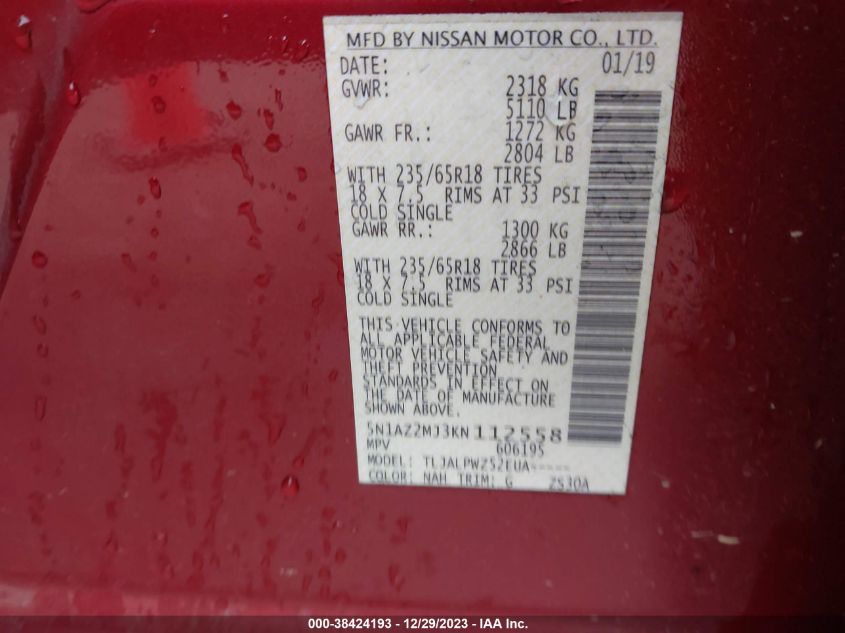 MFD BY NISSAN MOTOR CO., LTD.
DATE: 01/19
GVWR: 2318 KG
5110 LB
GAWR FR.: 1272 KG
2804 LB
WITH 235/65R18 TIRES
18 X 7.5 RIMS AT 33 PSI
COLD SINGLE
GAWR RR.: 1300 KG
2866 LB
WITH 235/65R18 TIRES
18 X 7.5 RIMS AT 33 PSI
COLD SINGLE
THIS VEHICLE CONFORMS TO
ALL APPLICABLE FEDERAL
MOTOR VEHICLE SAFETY AND
THEFT PREVENTION
STANDARDS IN EFFECT ON
THE DATE OF MANUFACTURE
SHOWN ABOVE.
5N1AZ2MJ3KN112558
MPV 606195
MODEL: TLJALPWZ52EUA-----
COLOR: NAH TRIM: G ZS30A
000-38424193 - 12/29/2023 - IAA Inc.